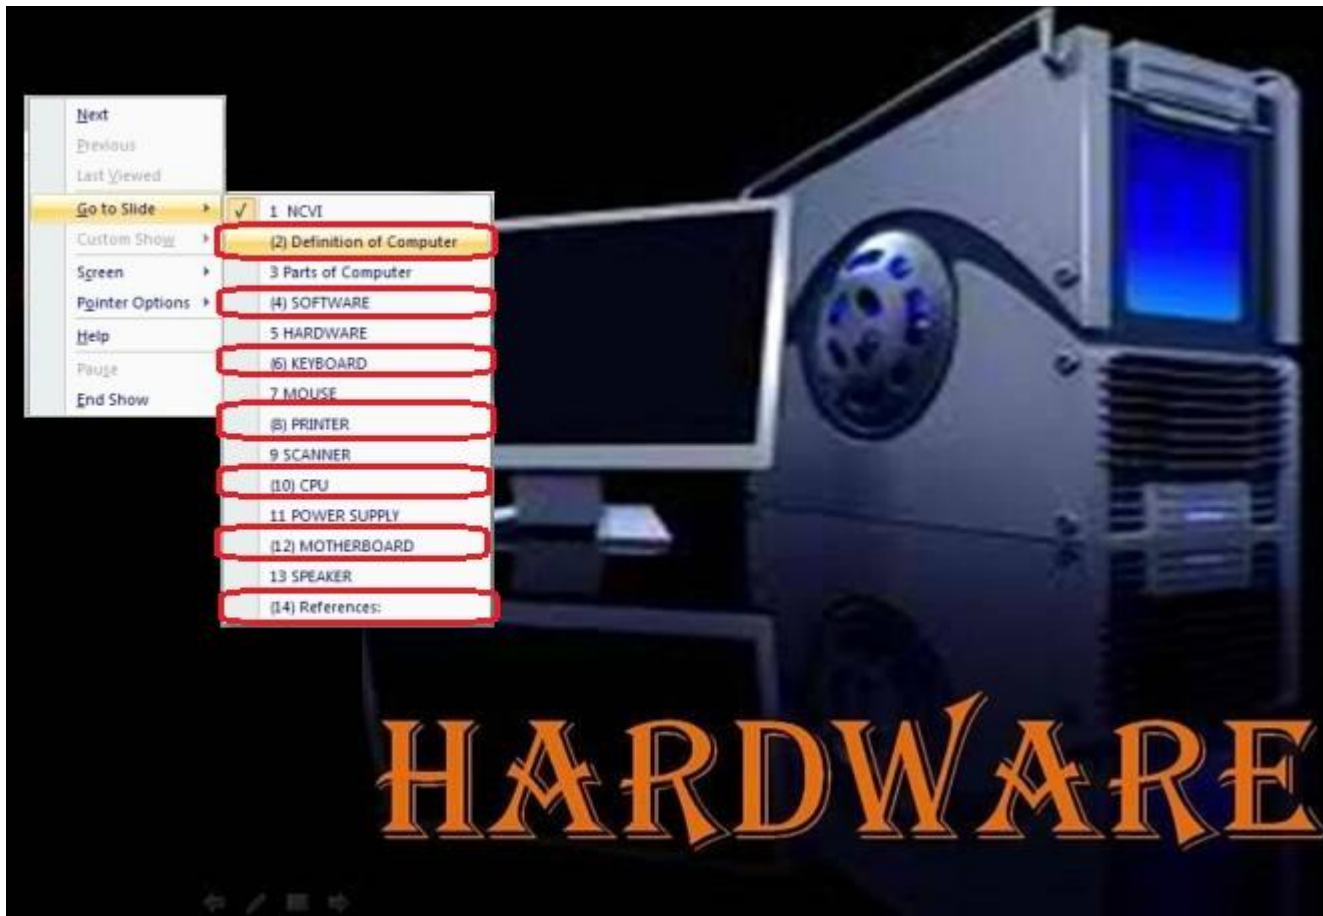 Next
Previous
Last Viewed
Go to Slide
Custom Show
Screen
Pointer Options
Help
Pause
End Show
1 NCVI
(2) Definition of Computer
3 Parts of Computer
(4) SOFTWARE
5 HARDWARE
(6) KEYBOARD
7 MOUSE
(8) PRINTER
9 SCANNER
(10) CPU
11 POWER SUPPLY
(12) MOTHERBOARD
13 SPEAKER
(14) References:
HARDWARE